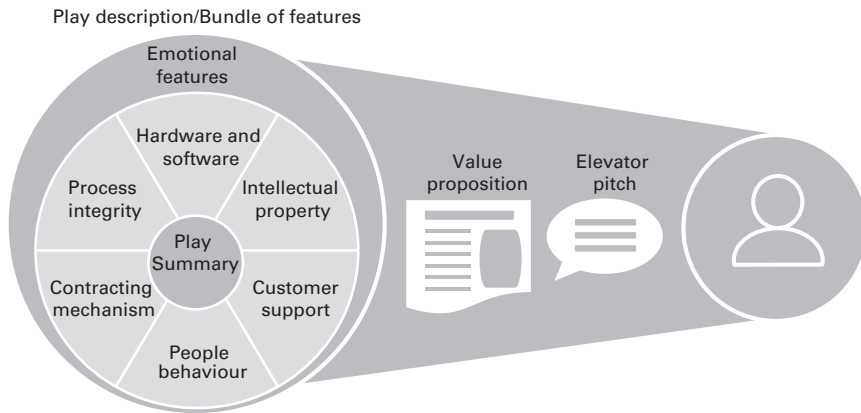 Play description/Bundle of features
Emotional
features
Hardware and
software
Process
integrity
Intellectual
property
Play
Summary
Contracting
mechanism
Customer
support
People
behaviour
Value
proposition
Elevator
pitch